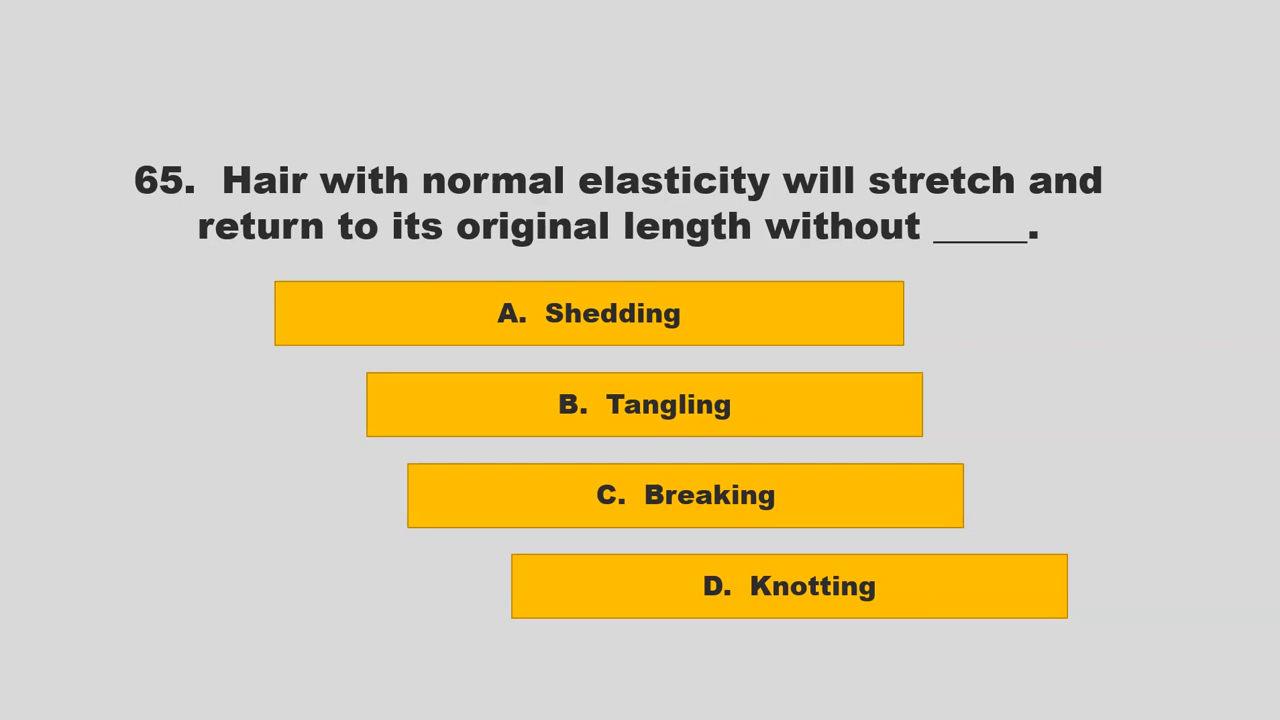 65.  Hair with normal elasticity will stretch and
return to its original length without _____.
A.  Shedding
B.  Tangling
C.  Breaking
D.  Knotting